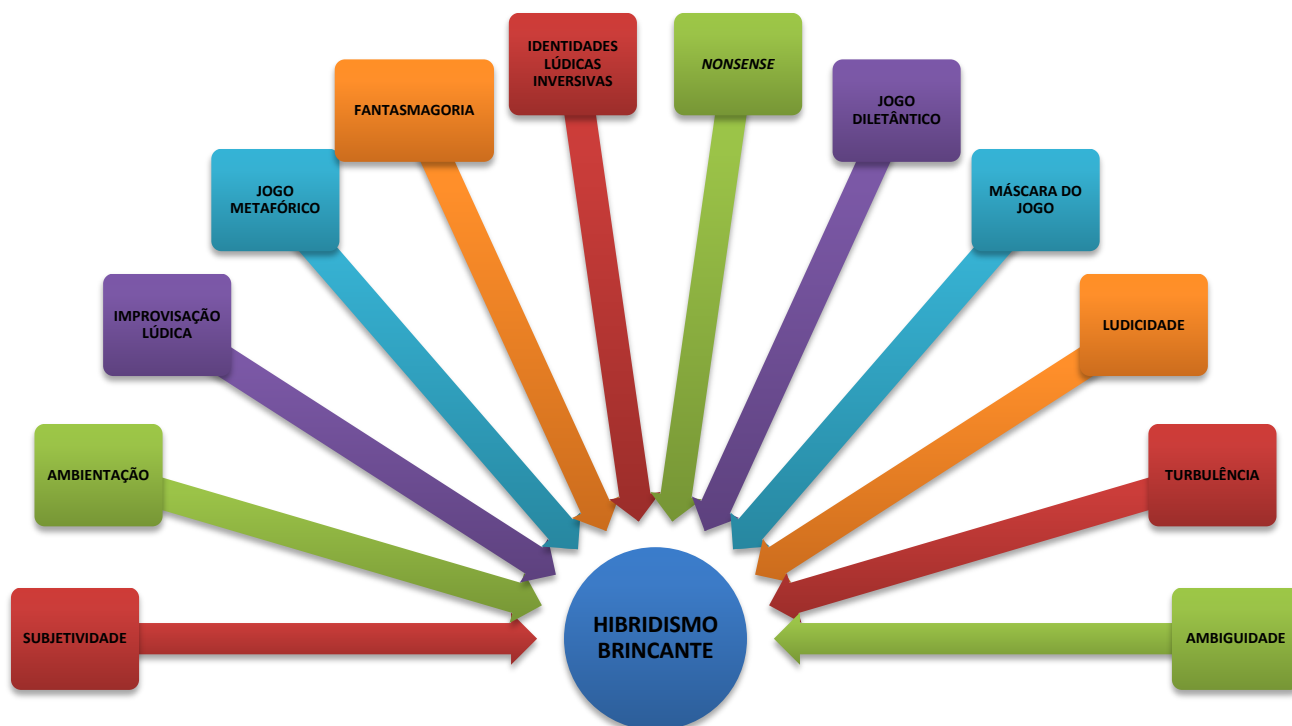 IDENTIDADES
LÚDICAS
INVERSIVAS
NONSENSE
FANTASMAGORIA
JOGO
DILETÂNTICO
JOGO
METAFÓRICO
MÁSCARA DO
JOGO
IMPROVISAÇÃO
LÚDICA
LUDICIDADE
AMBIENTAÇÃO
TURBULÊNCIA
SUBJETIVIDADE
HIBRIDISMO
BRINCANTE
AMBIGUIDADE